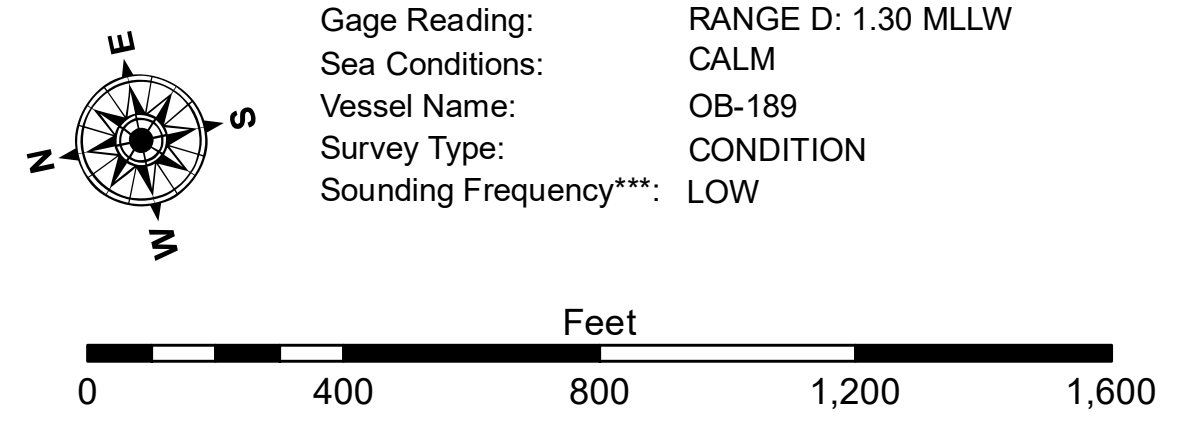 Gage Reading: RANGE D: 1.30 MLLW
Sea Conditions: CALM
Vessel Name: OB-189
Survey Type: CONDITION
Sounding Frequency***: LOW
E
S
N
W
Feet
0 400 800 1,200 1,600